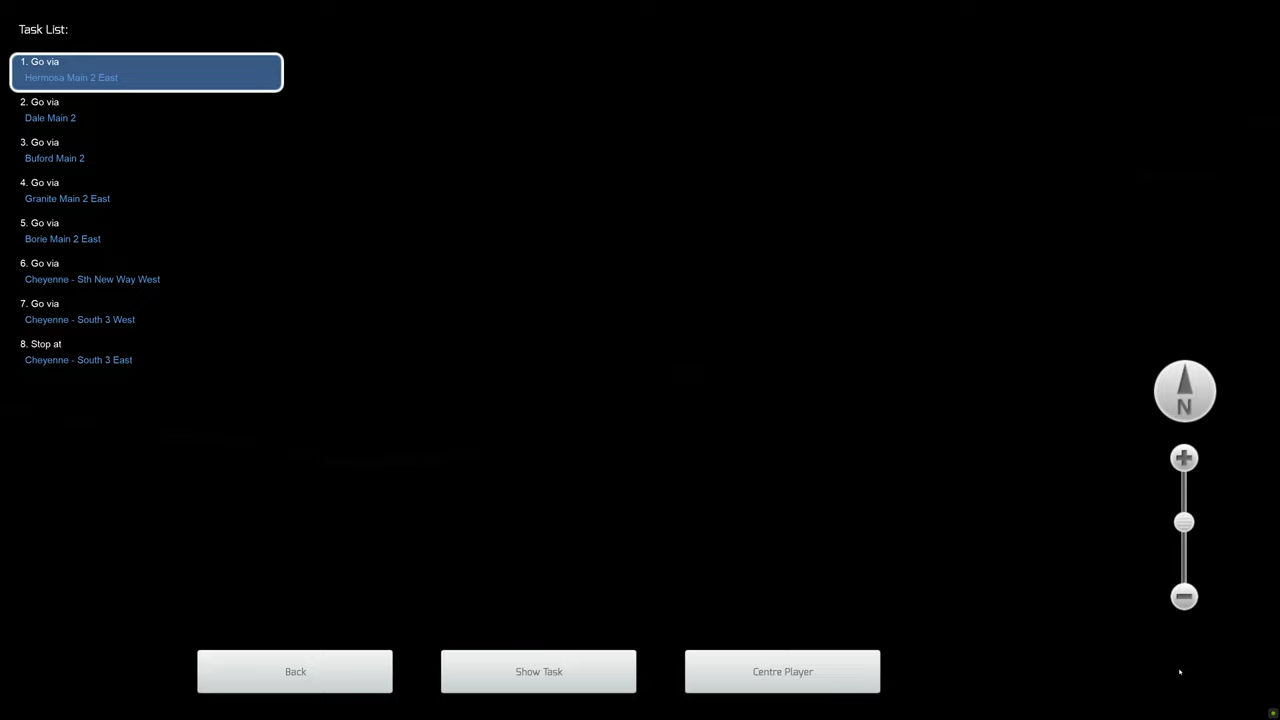 Task List:
1. Go via
Hermosa Main 2 East
2. Go via
Dale Main 2
3. Go via
Buford Main 2
4. Go via
Granite Main 2 East
5. Go via
Borie Main 2 East
6. Go via
Cheyenne - Sth New Way West
7. Go via
Cheyenne - South 3 West
8. Stop at
Cheyenne - South 3 East
N
Back
Show Task
Centre Player